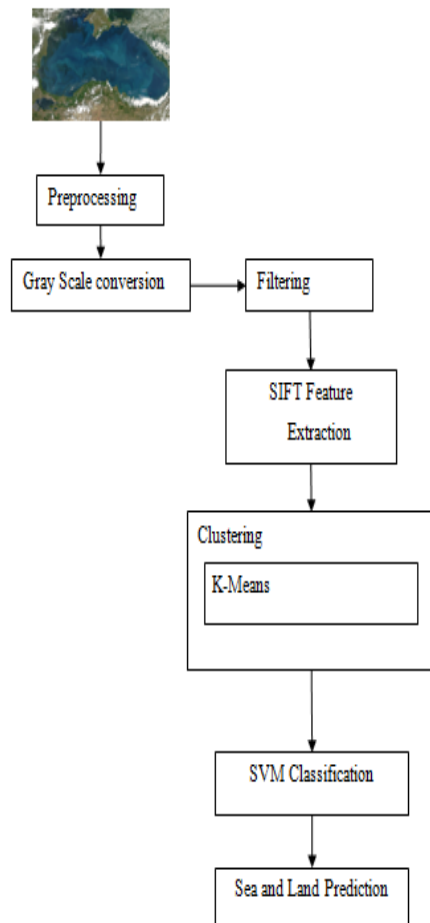 Preprocessing
Gray Scale conversion
Filtering
SIFT Feature
Extraction
Clustering
K-Means
SVM Classification
Sea and Land Prediction